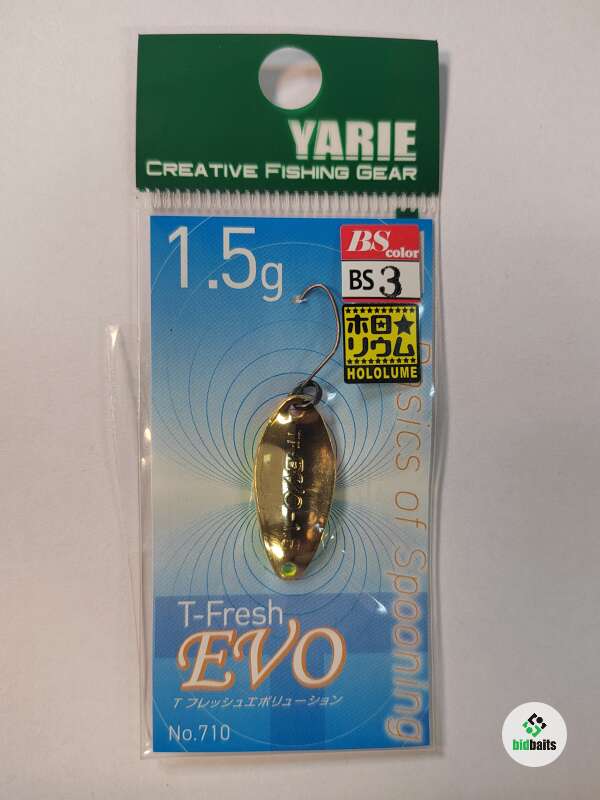 YARIE
CREATIVE FISHING GEAR
1.5g
BS color
BS 3
ホロ★
リウム
HOLOLUME
Basics of Spooning
T-Fresh
EVO
T フレッシュエボリューション
No.710
bidbaits